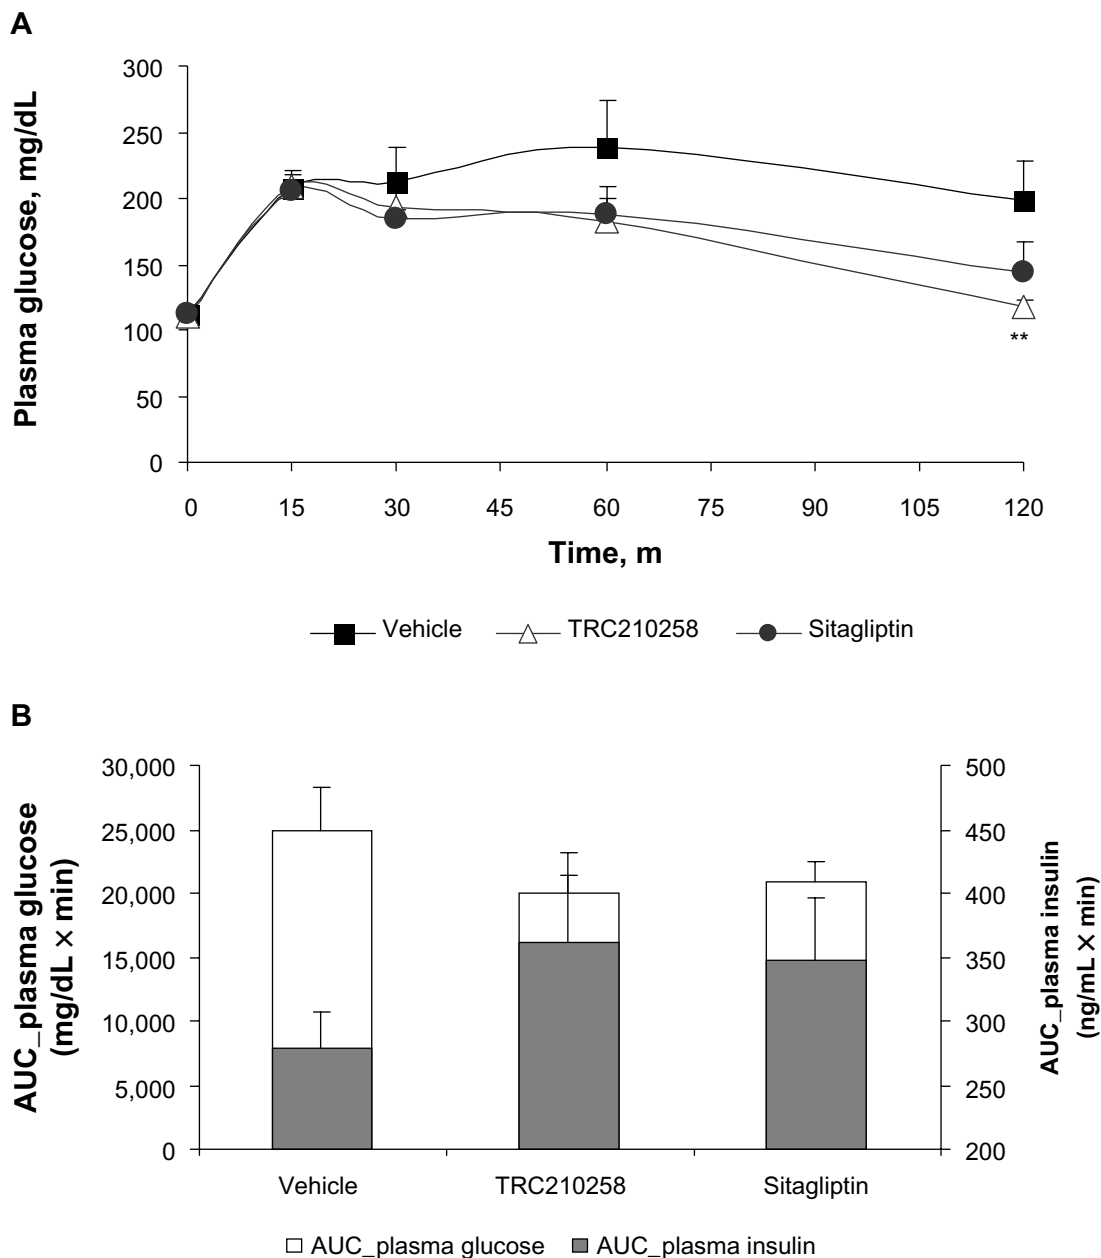 A
Plasma glucose, mg/dL
300
250
200
150
100
50
0
**
0 15 30 45 60 75 90 105 120
Time, m
Vehicle TRC210258 Sitagliptin
B
AUC_plasma glucose
(mg/dL × min)
30,000
25,000
20,000
15,000
10,000
5,000
0
500
450
400
350
300
250
200
AUC_plasma insulin
(ng/mL × min)
Vehicle TRC210258 Sitagliptin
AUC_plasma glucose AUC_plasma insulin